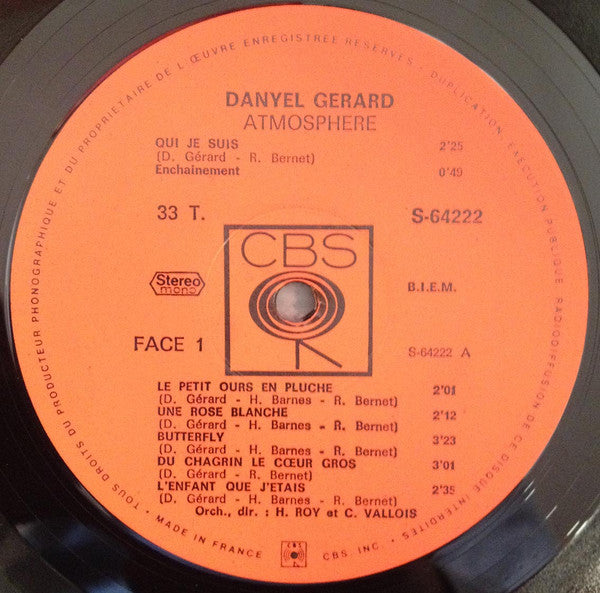 TOUS DROITS DU PRODUCTEUR PHONOGRAPHIQUE ET DU PROPRIETAIRE DE L'ŒUVRE ENREGISTREE RESERVES - DUPLICATION, EXECUTION PUBLIQUE, RADIODIFFUSION DE CE DISQUE INTERDITES
DANYEL GERARD
ATMOSPHERE
QUI JE SUIS 2'25
(D. Gérard - R. Bernet)
Enchainement 0'49
33 T. S-64222
CBS
Stereo
mono
B.I.E.M.
FACE 1 S-64222 A
LE PETIT OURS EN PLUCHE 2'01
(D. Gérard - H. Barnes - R. Bernet)
UNE ROSE BLANCHE 2'12
(D. Gérard - H. Barnes - R. Bernet)
BUTTERFLY 3'23
(D. Gérard - H. Barnes - R. Bernet)
DU CHAGRIN LE CŒUR GROS 3'01
(D. Gérard - R. Bernet)
L'ENFANT QUE J'ETAIS 2'35
(D. Gérard - H. Barnes - R. Bernet)
Orch., dir. : H. ROY et C. VALLOIS
• MADE IN FRANCE CBS CBS INC. •